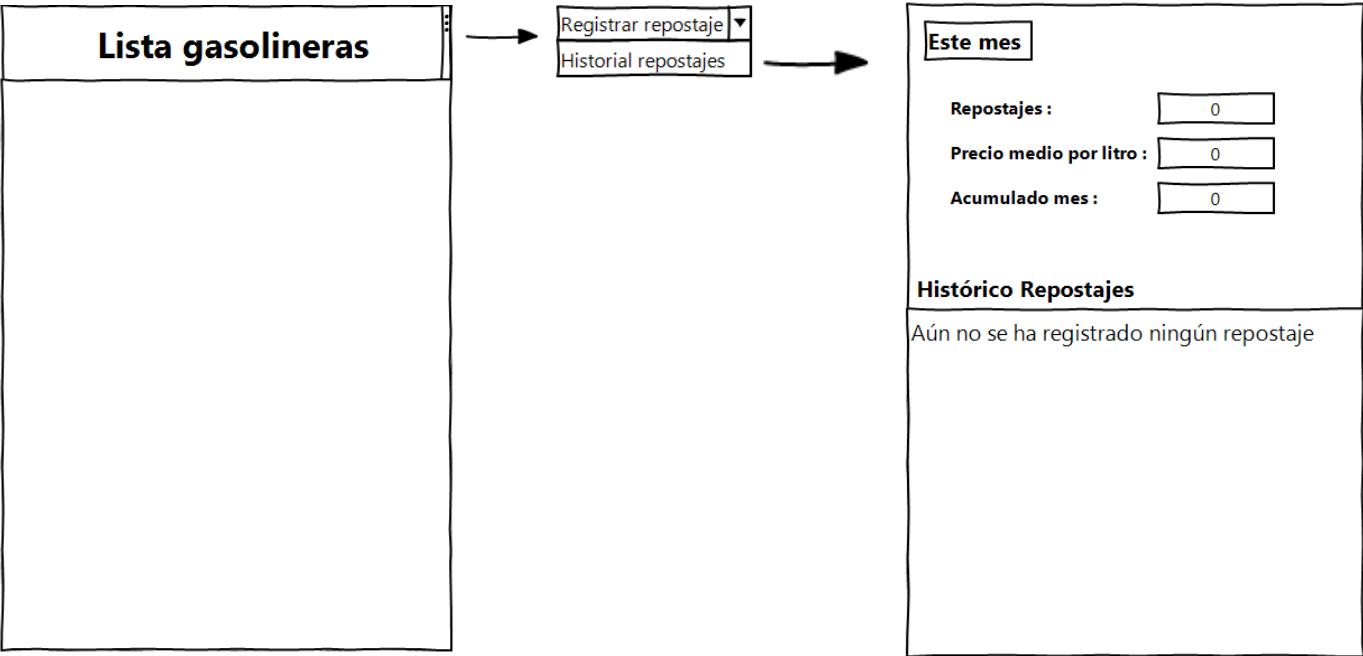 Lista gasolineras
Registrar repostaje
Historial repostajes
Este mes
Repostajes : 0
Precio medio por litro : 0
Acumulado mes : 0
Histórico Repostajes
Aún no se ha registrado ningún repostaje